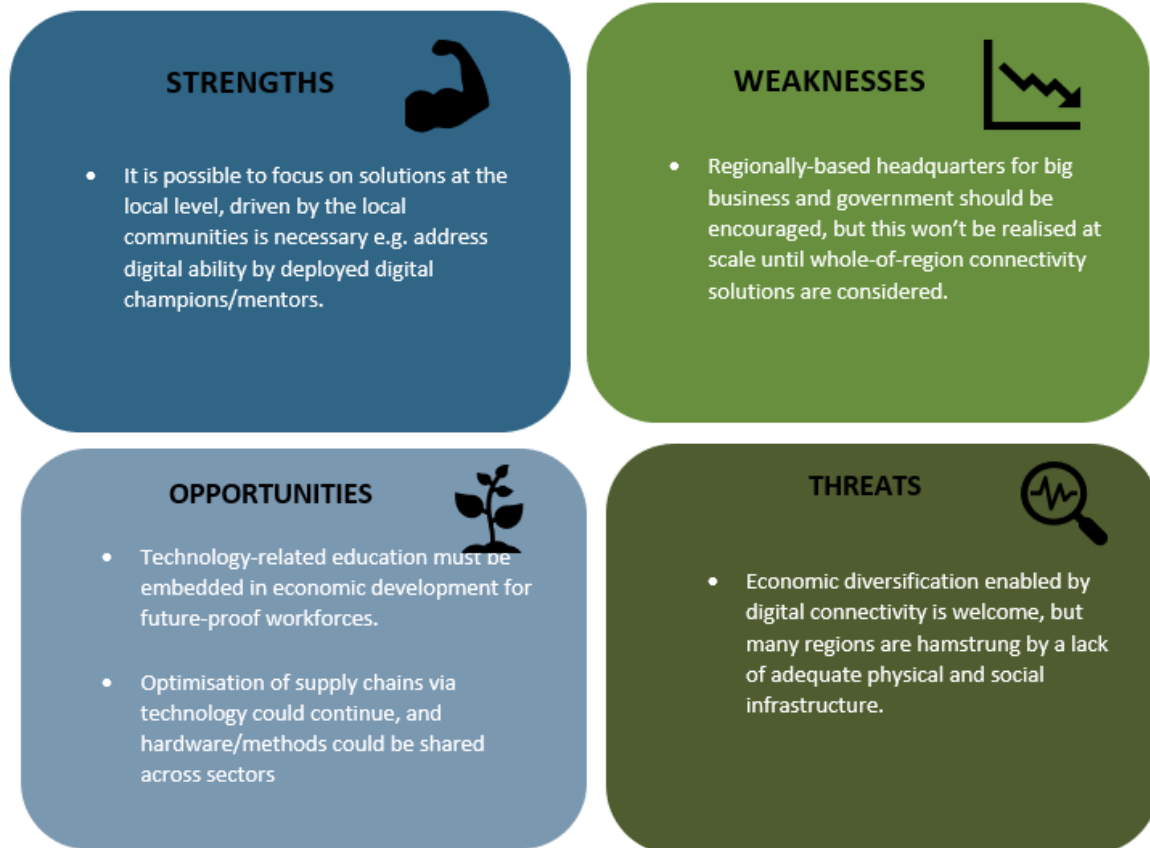 STRENGTHS
• It is possible to focus on solutions at the
local level, driven by the local
communities is necessary e.g. address
digital ability by deployed digital
champions/mentors.
WEAKNESSES
• Regionally-based headquarters for big
business and government should be
encouraged, but this won’t be realised at
scale until whole-of-region connectivity
solutions are considered.
OPPORTUNITIES
• Technology-related education must be
embedded in economic development for
future-proof workforces.
• Optimisation of supply chains via
technology could continue, and
hardware/methods could be shared
across sectors
THREATS
• Economic diversification enabled by
digital connectivity is welcome, but
many regions are hamstrung by a lack
of adequate physical and social
infrastructure.